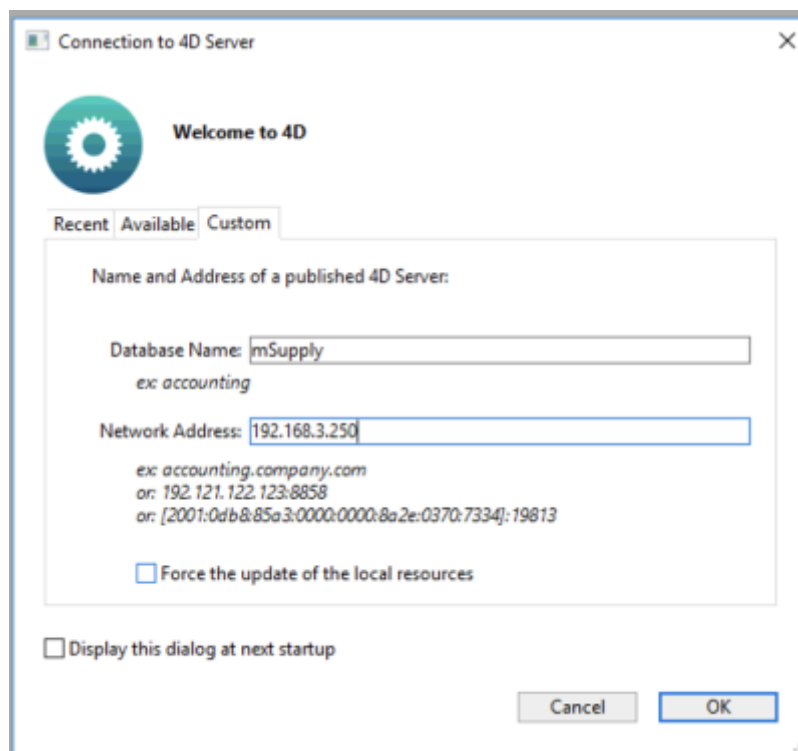 Connection to 4D Server
Welcome to 4D
Recent Available Custom
Name and Address of a published 4D Server:
Database Name: mSupply
ex: accounting
Network Address: 192.168.3.250
ex: accounting.company.com
or: 192.121.122.123:8858
or: [2001:0db8:85a3:0000:0000:8a2e:0370:7334]:19813
Force the update of the local resources
Display this dialog at next startup
Cancel OK